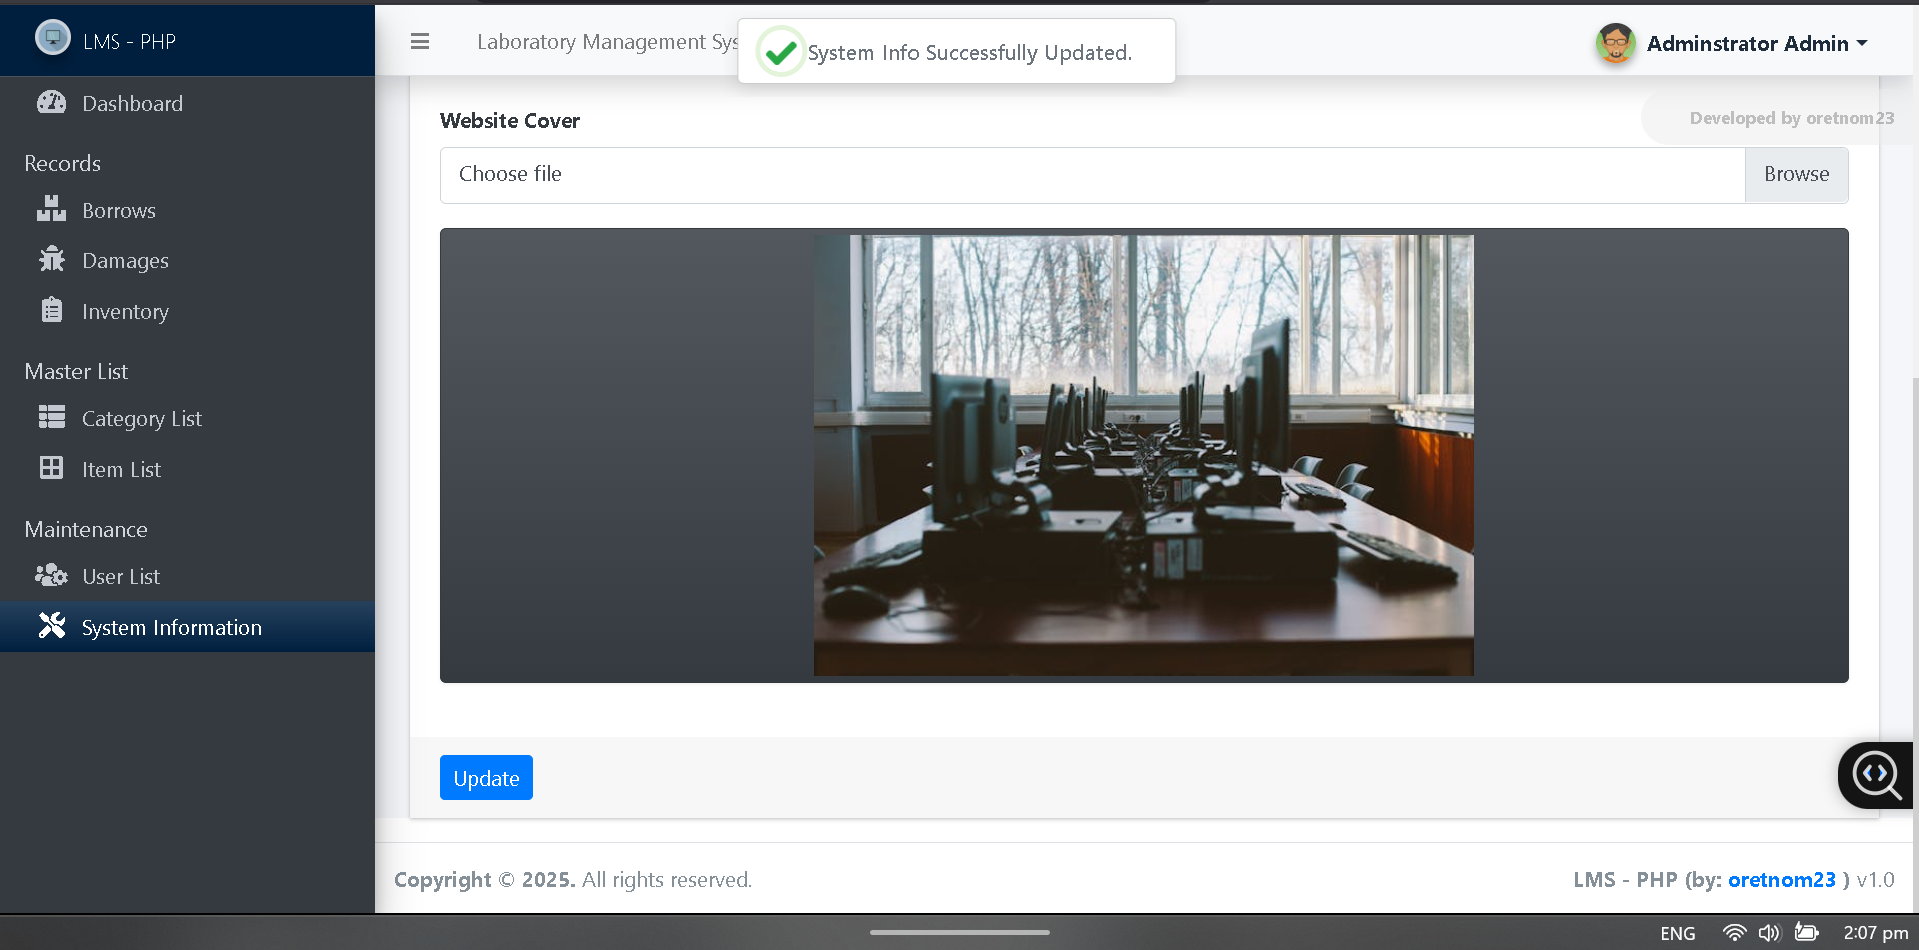 LMS - PHP
Laboratory Management Sys
System Info Successfully Updated.
Adminstrator Admin
Dashboard
Records
Borrows
Damages
Inventory
Master List
Category List
Item List
Maintenance
User List
System Information
Website Cover
Developed by oretnom23
Choose file
Browse
Update
Copyright © 2025. All rights reserved.
LMS - PHP (by: oretnom23 ) v1.0
ENG
2:07 pm